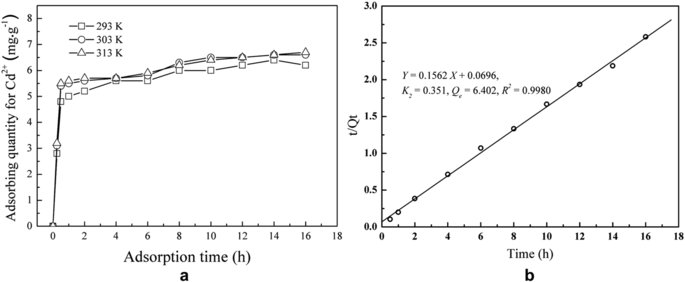 Adsorbing quantity for Cd²⁺ (mg·g⁻¹)
8
7
6
5
4
3
2
1
0
293 K
303 K
313 K
0 2 4 6 8 10 12 14 16 18
Adsorption time (h)
a
t/Qt
3.0
2.5
2.0
1.5
1.0
0.5
0.0
Y = 0.1562 X + 0.0696,
K₂ = 0.351, Qₑ = 6.402, R² = 0.9980
0 2 4 6 8 10 12 14 16 18
Time (h)
b